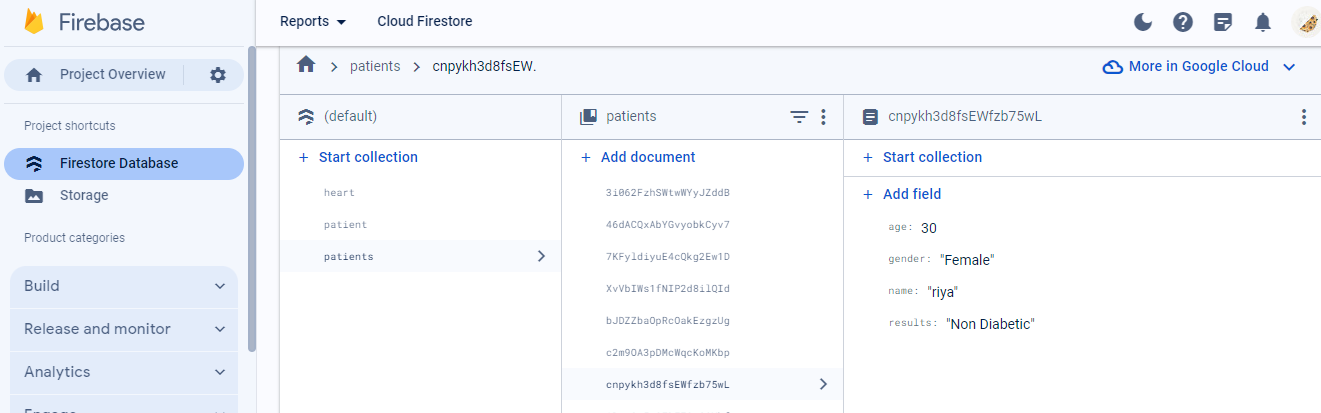 Firebase
Reports
Cloud Firestore
Project Overview
patients
cnpykh3d8fsEW.
More in Google Cloud
Project shortcuts
(default)
patients
cnpykh3d8fsEWfzb75wL
Firestore Database
+ Start collection
+ Add document
+ Start collection
Storage
heart
3i062FzhSWtwWYyJZddB
+ Add field
patient
46dACQxAbYGvyobkCyv7
age: 30
Product categories
patients
7KFyldiyuE4cQkg2Ew1D
gender: "Female"
Build
XvVbIWs1fNIP2d8ilQId
name: "riya"
Release and monitor
bJDZZbaOpRcOakEzgzUg
results: "Non Diabetic"
Analytics
c2m9OA3pDMcWqcKoMKbp
cnpykh3d8fsEWfzb75wL
Engage